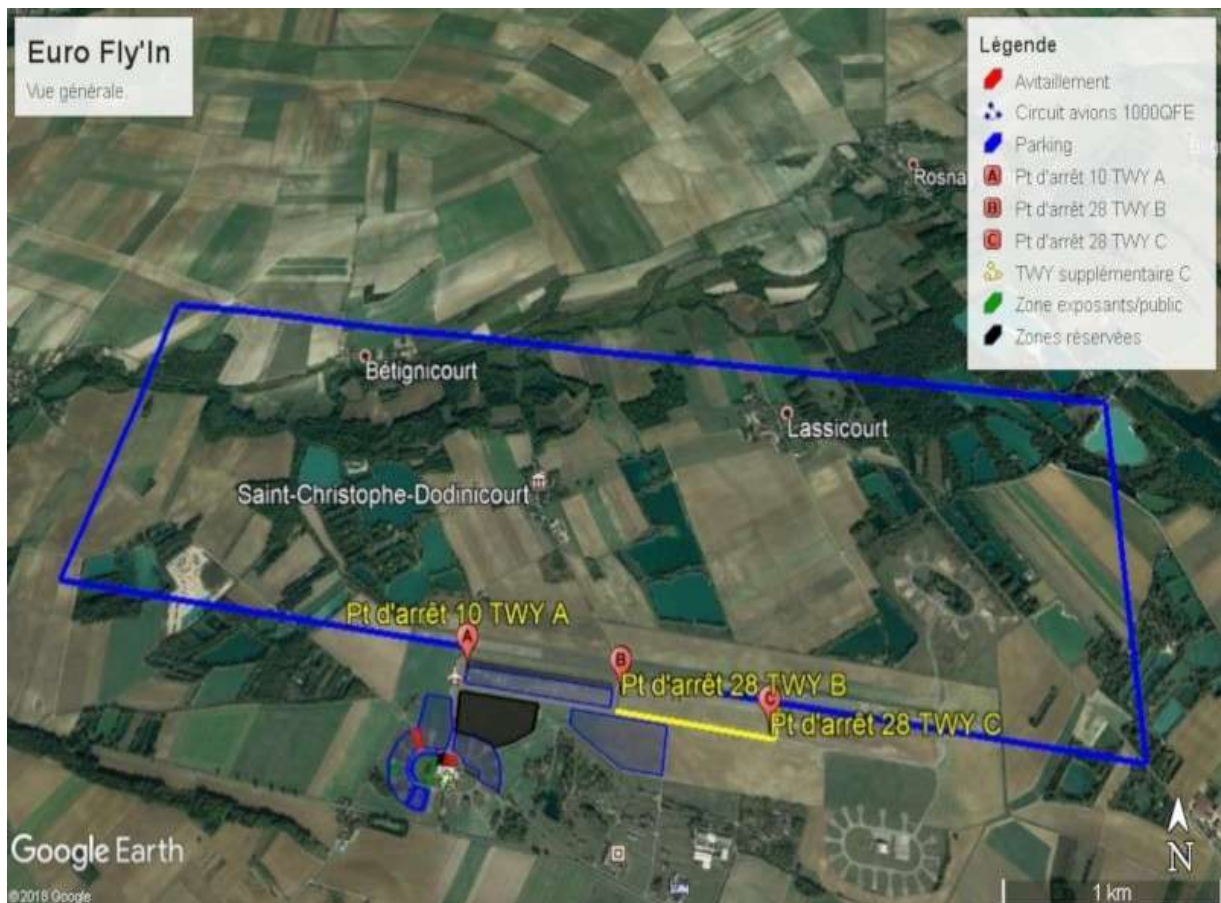 Euro Fly'In
Vue générale
Légende
Avitaillement
Circuit avions 1000QFE
Parking
A Pt d'arrêt 10 TWY A
B Pt d'arrêt 28 TWY B
C Pt d'arrêt 28 TWY C
TWY supplémentaire C
Zone exposants/public
Zones réservées
Rosna
Bétignicourt
Lassicourt
Saint-Christophe-Dodinicourt
Pt d'arrêt 10 TWY A
A
B
Pt d'arrêt 28 TWY B
C
Pt d'arrêt 28 TWY C
Google Earth
N
©2018 Google
1 km